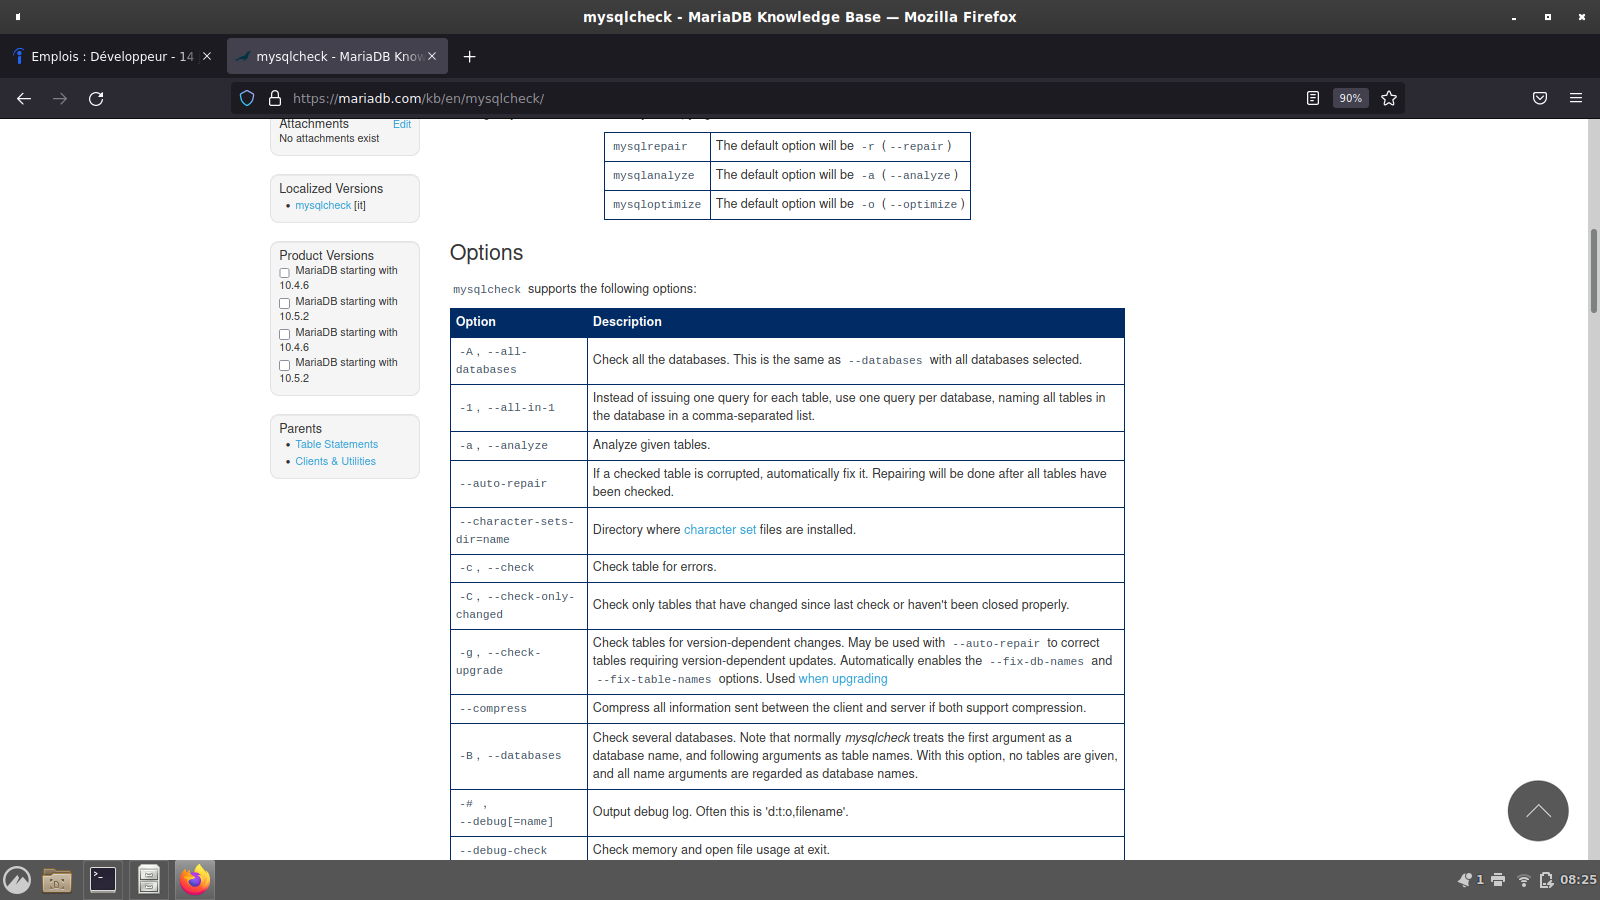 mysqlcheck - MariaDB Knowledge Base — Mozilla Firefox
Emplois : Développeur - 14
mysqlcheck - MariaDB Know
https://mariadb.com/kb/en/mysqlcheck/
90%
Attachments Edit
No attachments exist
Localized Versions
mysqlcheck [it]
Product Versions
MariaDB starting with
10.4.6
MariaDB starting with
10.5.2
MariaDB starting with
10.4.6
MariaDB starting with
10.5.2
Parents
Table Statements
Clients & Utilities
mysqlrepair The default option will be -r (--repair)
mysqlanalyze The default option will be -a (--analyze)
mysqloptimize The default option will be -o (--optimize)
Options
mysqlcheck supports the following options:
Option Description
-A, --all-
databases
Check all the databases. This is the same as --databases with all databases selected.
-1, --all-in-1
Instead of issuing one query for each table, use one query per database, naming all tables in
the database in a comma-separated list.
-a, --analyze Analyze given tables.
--auto-repair
If a checked table is corrupted, automatically fix it. Repairing will be done after all tables have
been checked.
--character-sets-
dir=name
Directory where character set files are installed.
-c, --check Check table for errors.
-C, --check-only-
changed
Check only tables that have changed since last check or haven't been closed properly.
-g, --check-
upgrade
Check tables for version-dependent changes. May be used with --auto-repair to correct
tables requiring version-dependent updates. Automatically enables the --fix-db-names and
--fix-table-names options. Used when upgrading
--compress Compress all information sent between the client and server if both support compression.
-B, --databases
Check several databases. Note that normally mysqlcheck treats the first argument as a
database name, and following arguments as table names. With this option, no tables are given,
and all name arguments are regarded as database names.
-# ,
--debug[=name]
Output debug log. Often this is 'd:t:o,filename'.
--debug-check Check memory and open file usage at exit.
1
08:25